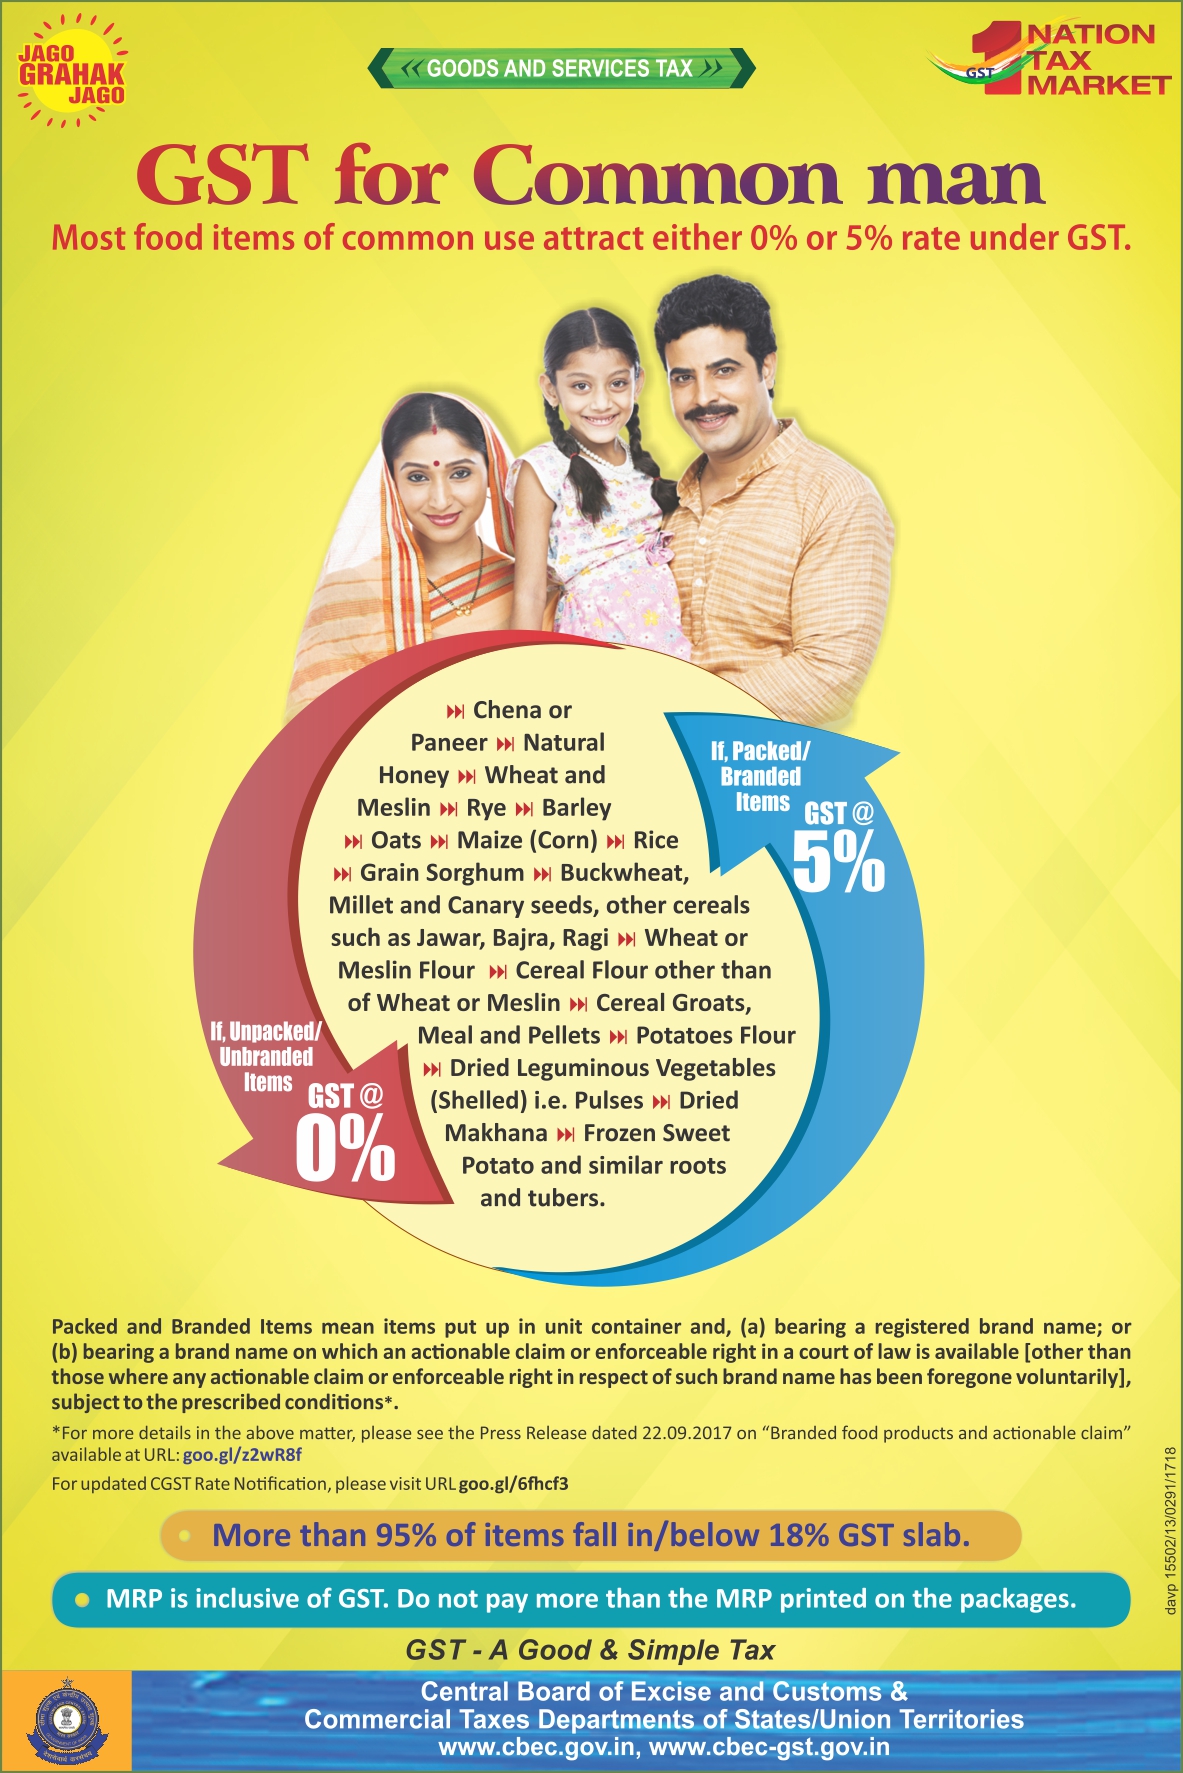 JAGO
GRAHAK
JAGO
GOODS AND SERVICES TAX
1 NATION
TAX
MARKET
GST
GST for Common man
Most food items of common use attract either 0% or 5% rate under GST.
Chena or
Paneer Natural
Honey Wheat and
Meslin Rye Barley
Oats Maize (Corn) Rice
Grain Sorghum Buckwheat,
Millet and Canary seeds, other cereals
such as Jawar, Bajra, Ragi Wheat or
Meslin Flour Cereal Flour other than
of Wheat or Meslin Cereal Groats,
Meal and Pellets Potatoes Flour
Dried Leguminous Vegetables
(Shelled) i.e. Pulses Dried
Makhana Frozen Sweet
Potato and similar roots
and tubers.
If, Packed/
Branded
Items
GST @
5%
If, Unpacked/
Unbranded
Items
GST @
0%
Packed and Branded Items mean items put up in unit container and, (a) bearing a registered brand name; or
(b) bearing a brand name on which an actionable claim or enforceable right in a court of law is available [other than
those where any actionable claim or enforceable right in respect of such brand name has been foregone voluntarily],
subject to the prescribed conditions*.
*For more details in the above matter, please see the Press Release dated 22.09.2017 on “Branded food products and actionable claim”
available at URL: goo.gl/z2wR8f
For updated CGST Rate Notification, please visit URL goo.gl/6fhcf3
davp 15502/13/0291/1718
More than 95% of items fall in/below 18% GST slab.
MRP is inclusive of GST. Do not pay more than the MRP printed on the packages.
GST - A Good & Simple Tax
Central Board of Excise and Customs &
Commercial Taxes Departments of States/Union Territories
www.cbec.gov.in, www.cbec-gst.gov.in